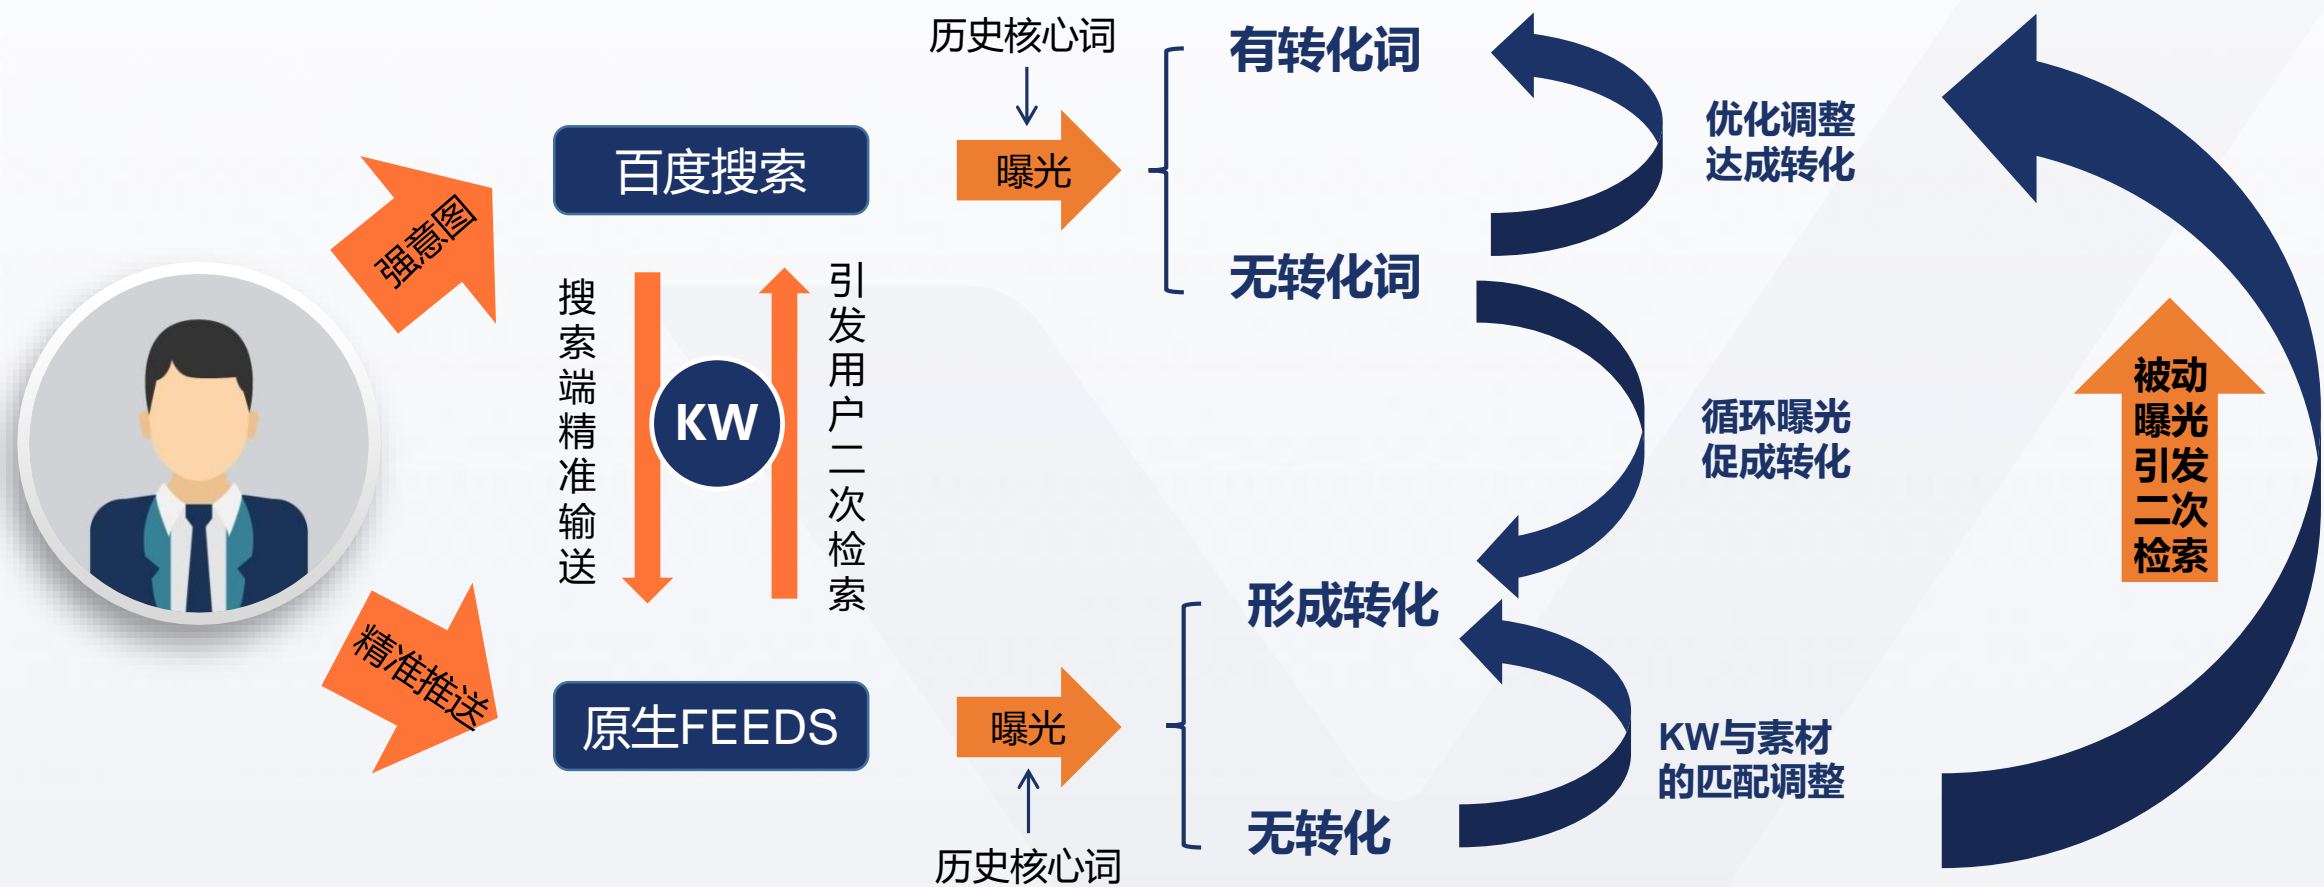 历史核心词
有转化词
优化调整
达成转化
百度搜索
曝光
强意图
无转化词
搜索端精准输送
KW
引发用户二次检索
循环曝光
促成转化
被动
曝光
引发
二次
检索
形成转化
精准推送
原生FEEDS
曝光
KW与素材
的匹配调整
无转化
历史核心词